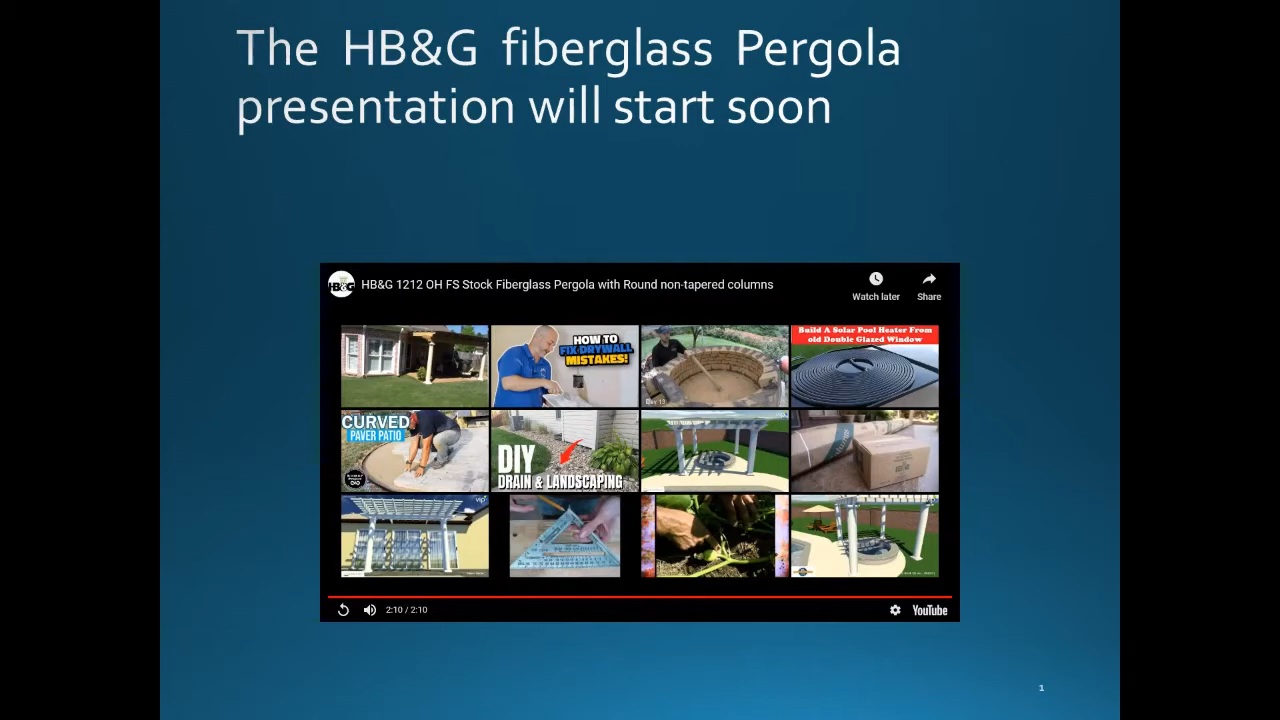 The HB&G fiberglass Pergola
presentation will start soon
HB&G
HB&G 1212 OH FS Stock Fiberglass Pergola with Round non-tapered columns
Watch later
Share
HOW TO
FIX DRYWALL
MISTAKES!
Build A Solar Pool Heater From
old Double Glazed Window
CURVED
PAVER PATIO
DIY
DRAIN & LANDSCAPING
2:10 / 2:10
YouTube
1